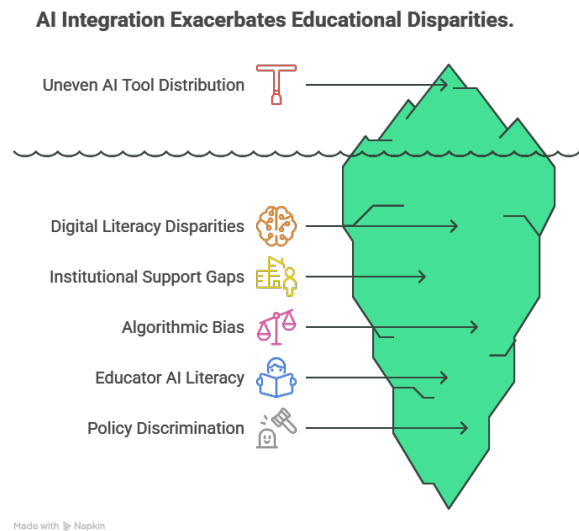 AI Integration Exacerbates Educational Disparities.
Uneven AI Tool Distribution
Digital Literacy Disparities
Institutional Support Gaps
Algorithmic Bias
Educator AI Literacy
Policy Discrimination
Made with Napkin